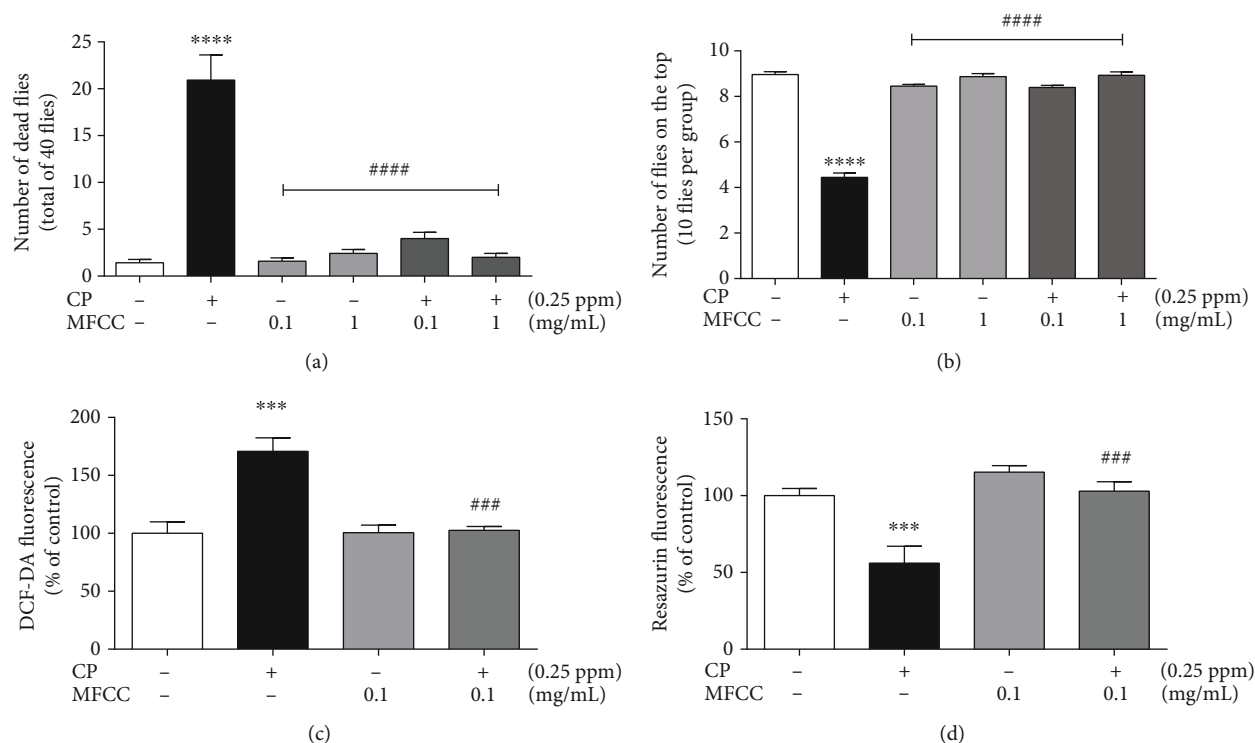 ****
25
20
15
10
5
0
Number of dead flies
(total of 40 flies)
####
CP – + – – + + (0.25 ppm)
MFCC – – 0.1 1 0.1 1 (mg/mL)
(a)
####
10
8
6
4
2
0
Number of flies on the top
(10 flies per group)
****
CP – + – – + + (0.25 ppm)
MFCC – – 0.1 1 0.1 1 (mg/mL)
(b)
200
150
100
50
0
DCF-DA fluorescence
(% of control)
***
###
CP – + – + (0.25 ppm)
MFCC – – 0.1 0.1 (mg/mL)
(c)
150
100
50
0
Resazurin fluorescence
(% of control)
***
###
CP – + – + (0.25 ppm)
MFCC – – 0.1 0.1 (mg/mL)
(d)